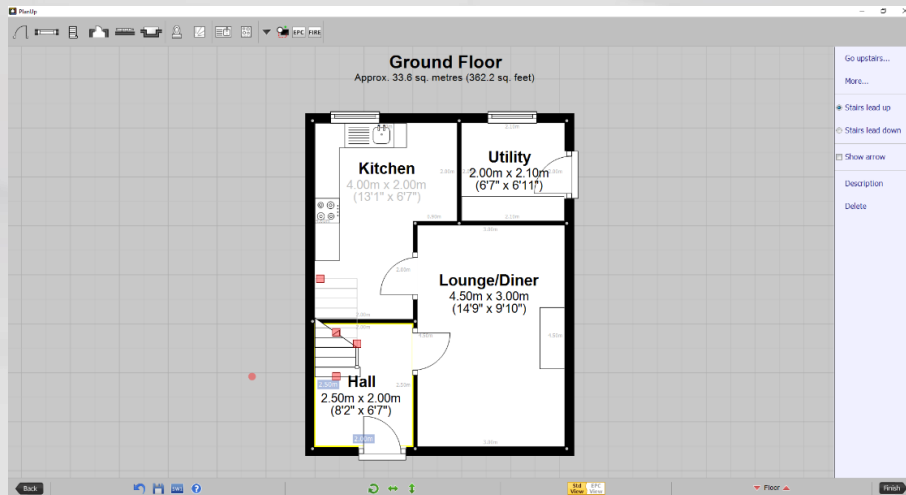 PlanUp
EPC FIRE
Ground Floor
Approx. 33.6 sq. metres (362.2 sq. feet)
Go upstairs...
More...
Stairs lead up
Stairs lead down
Show arrow
Description
Delete
Kitchen
4.00m x 2.00m
(13'1" x 6'7")
Utility
2.00m x 2.10m
(6'7" x 6'11")
Lounge/Diner
4.50m x 3.00m
(14'9" x 9'10")
Hall
2.50m x 2.00m
(8'2" x 6'7")
2.50m
Back
Std View
EPC View
Floor
Finish